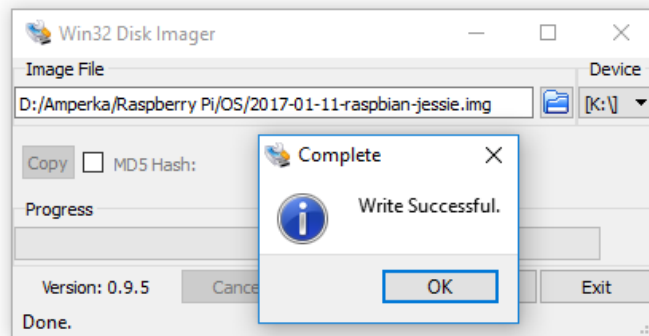 Win32 Disk Imager
Image File
Device
D:/Amperka/Raspberry Pi/OS/2017-01-11-raspbian-jessie.img
[K:\]
Copy
MD5 Hash:
Complete
Write Successful.
OK
Progress
Version: 0.9.5
Cance
Exit
Done.